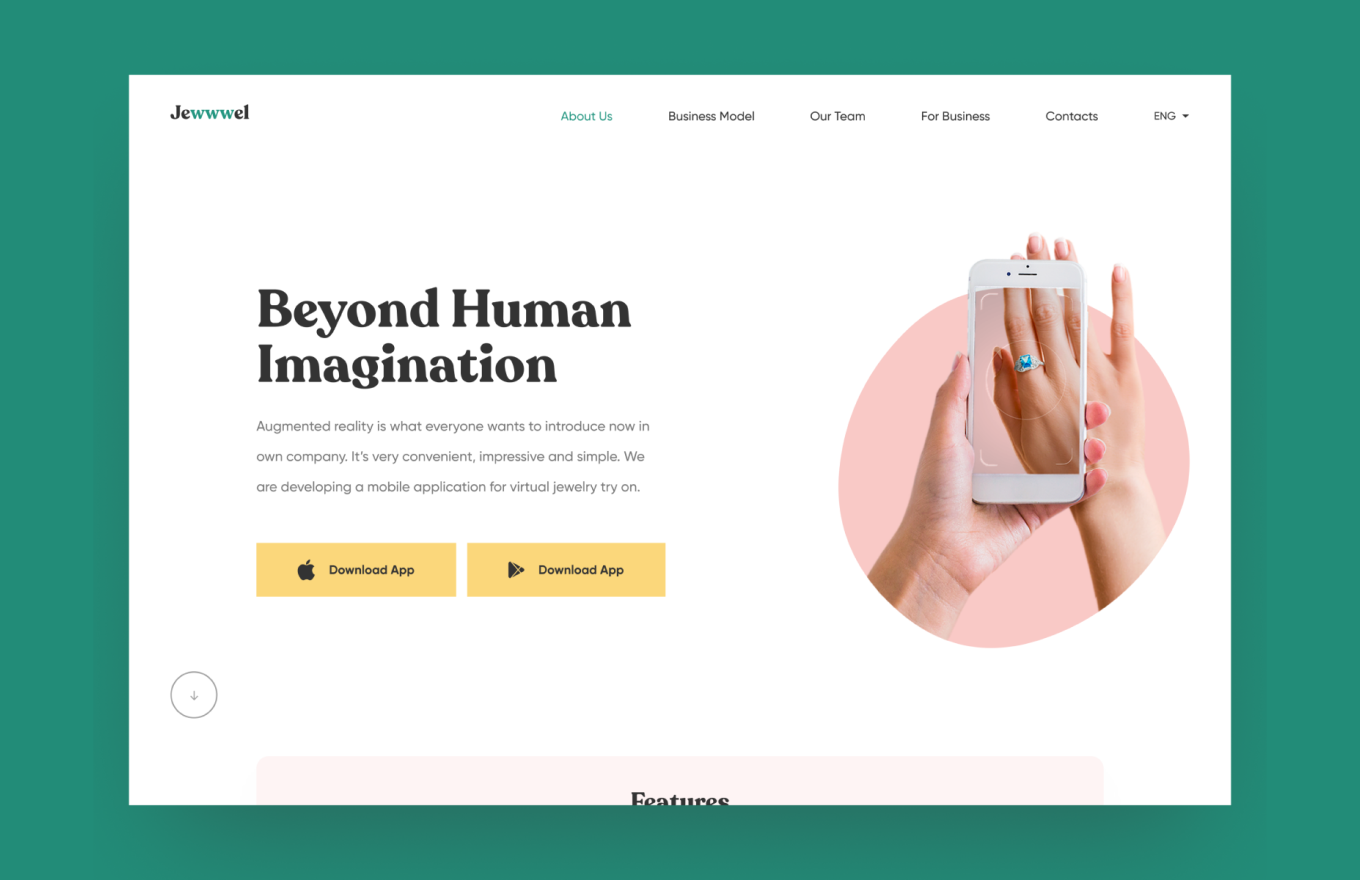 Jewwwel
About Us
Business Model
Our Team
For Business
Contacts
ENG
Beyond Human
Imagination
Augmented reality is what everyone wants to introduce now in
own company. It's very convenient, impressive and simple. We
are developing a mobile application for virtual jewelry try on.
Download App
Download App
Features